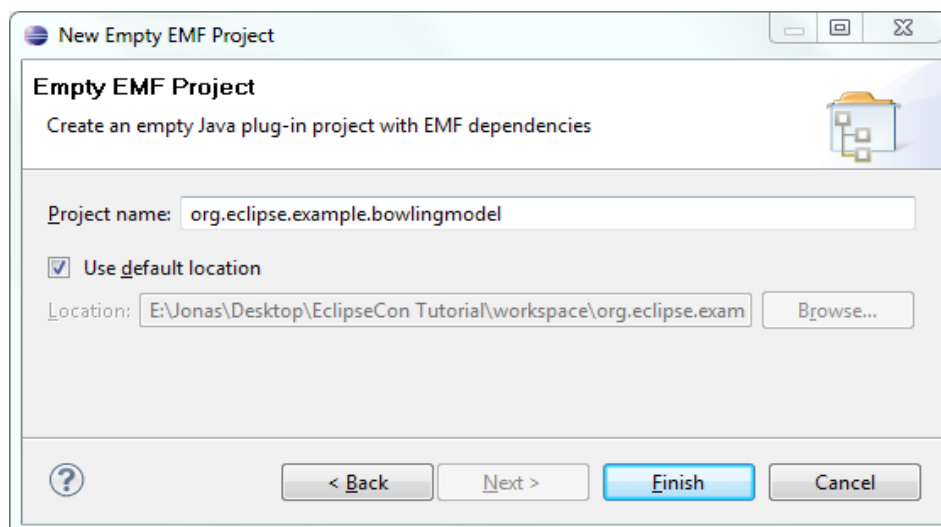 New Empty EMF Project
Empty EMF Project
Create an empty Java plug-in project with EMF dependencies
Project name: org.eclipse.example.bowlingmodel
Use default location
Location: E:\Jonas\Desktop\EclipseCon Tutorial\workspace\org.eclipse.exam Browse...
? < Back Next > Finish Cancel